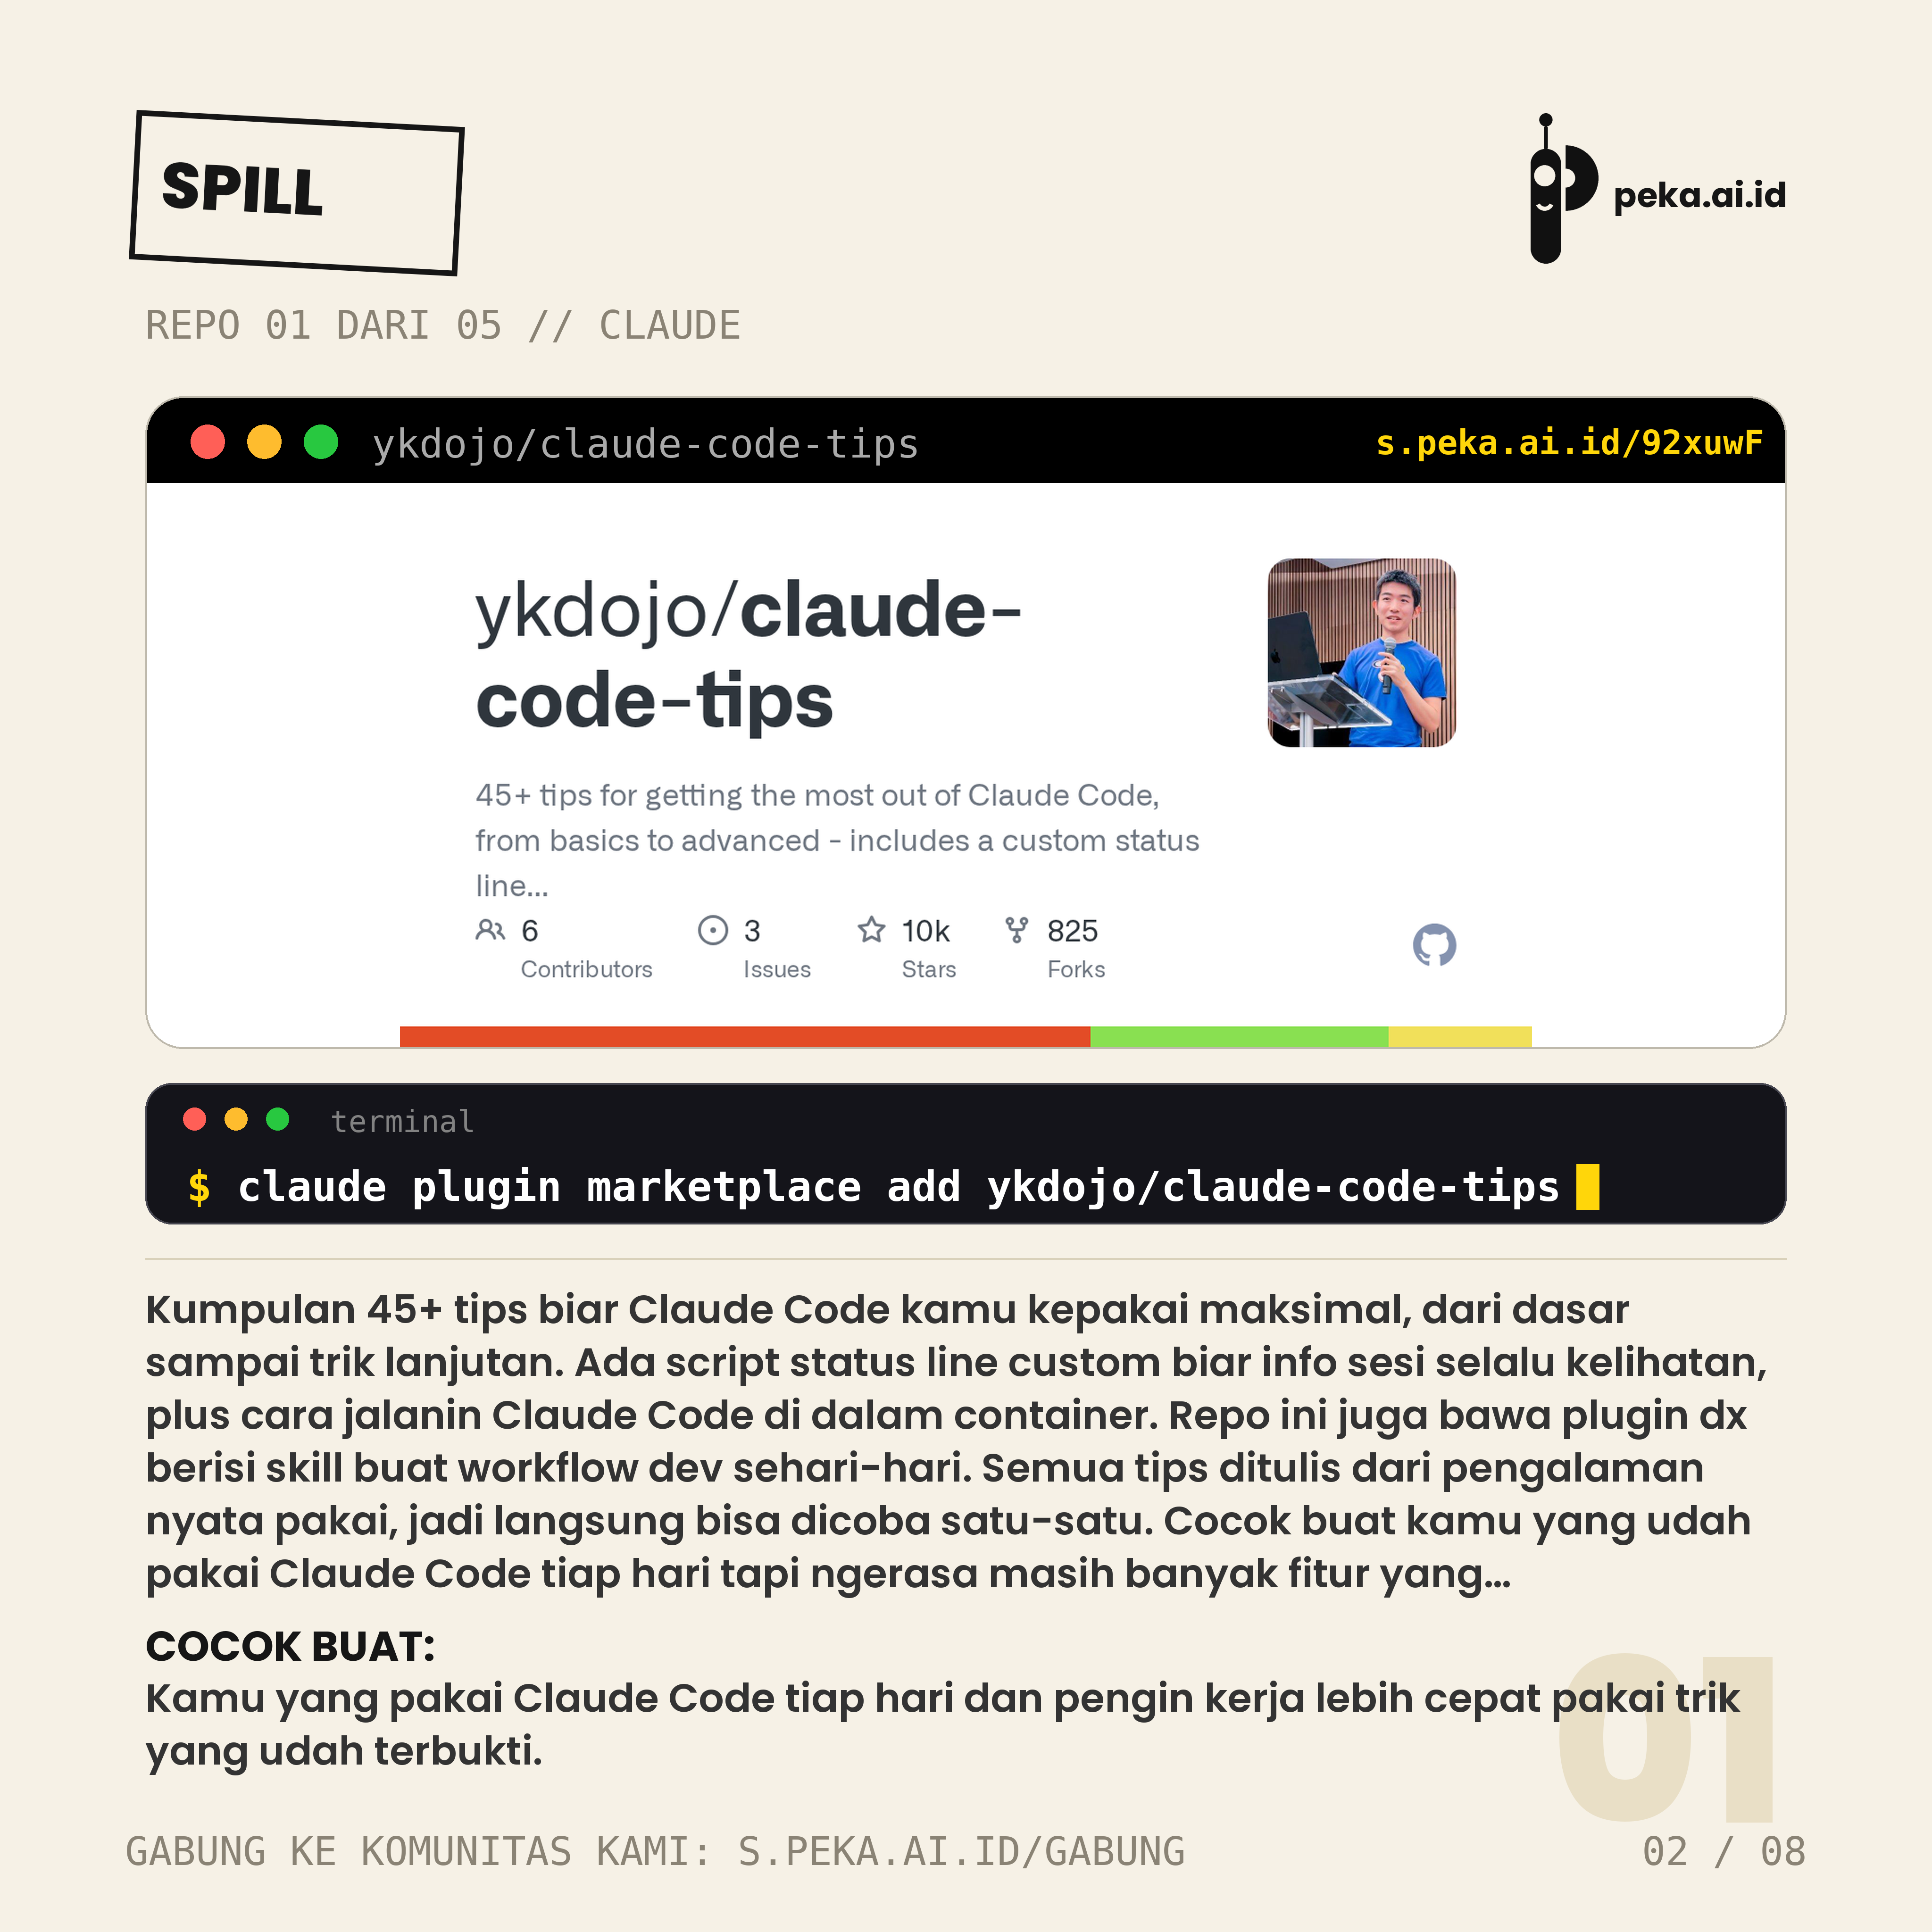 SPILL
peka.ai.id
REPO 01 DARI 05 // CLAUDE
ykdojo/claude-code-tips
s.peka.ai.id/92xuwF
ykdojo/claude-
code-tips
45+ tips for getting the most out of Claude Code,
from basics to advanced - includes a custom status
line...
6
Contributors
3
Issues
10k
Stars
825
Forks
terminal
$ claude plugin marketplace add ykdojo/claude-code-tips
Kumpulan 45+ tips biar Claude Code kamu kepakai maksimal, dari dasar
sampai trik lanjutan. Ada script status line custom biar info sesi selalu kelihatan,
plus cara jalanin Claude Code di dalam container. Repo ini juga bawa plugin dx
berisi skill buat workflow dev sehari-hari. Semua tips ditulis dari pengalaman
nyata pakai, jadi langsung bisa dicoba satu-satu. Cocok buat kamu yang udah
pakai Claude Code tiap hari tapi ngerasa masih banyak fitur yang...
COCOK BUAT:
Kamu yang pakai Claude Code tiap hari dan pengin kerja lebih cepat pakai trik
yang udah terbukti.
01
GABUNG KE KOMUNITAS KAMI: S.PEKA.AI.ID/GABUNG
02 / 08